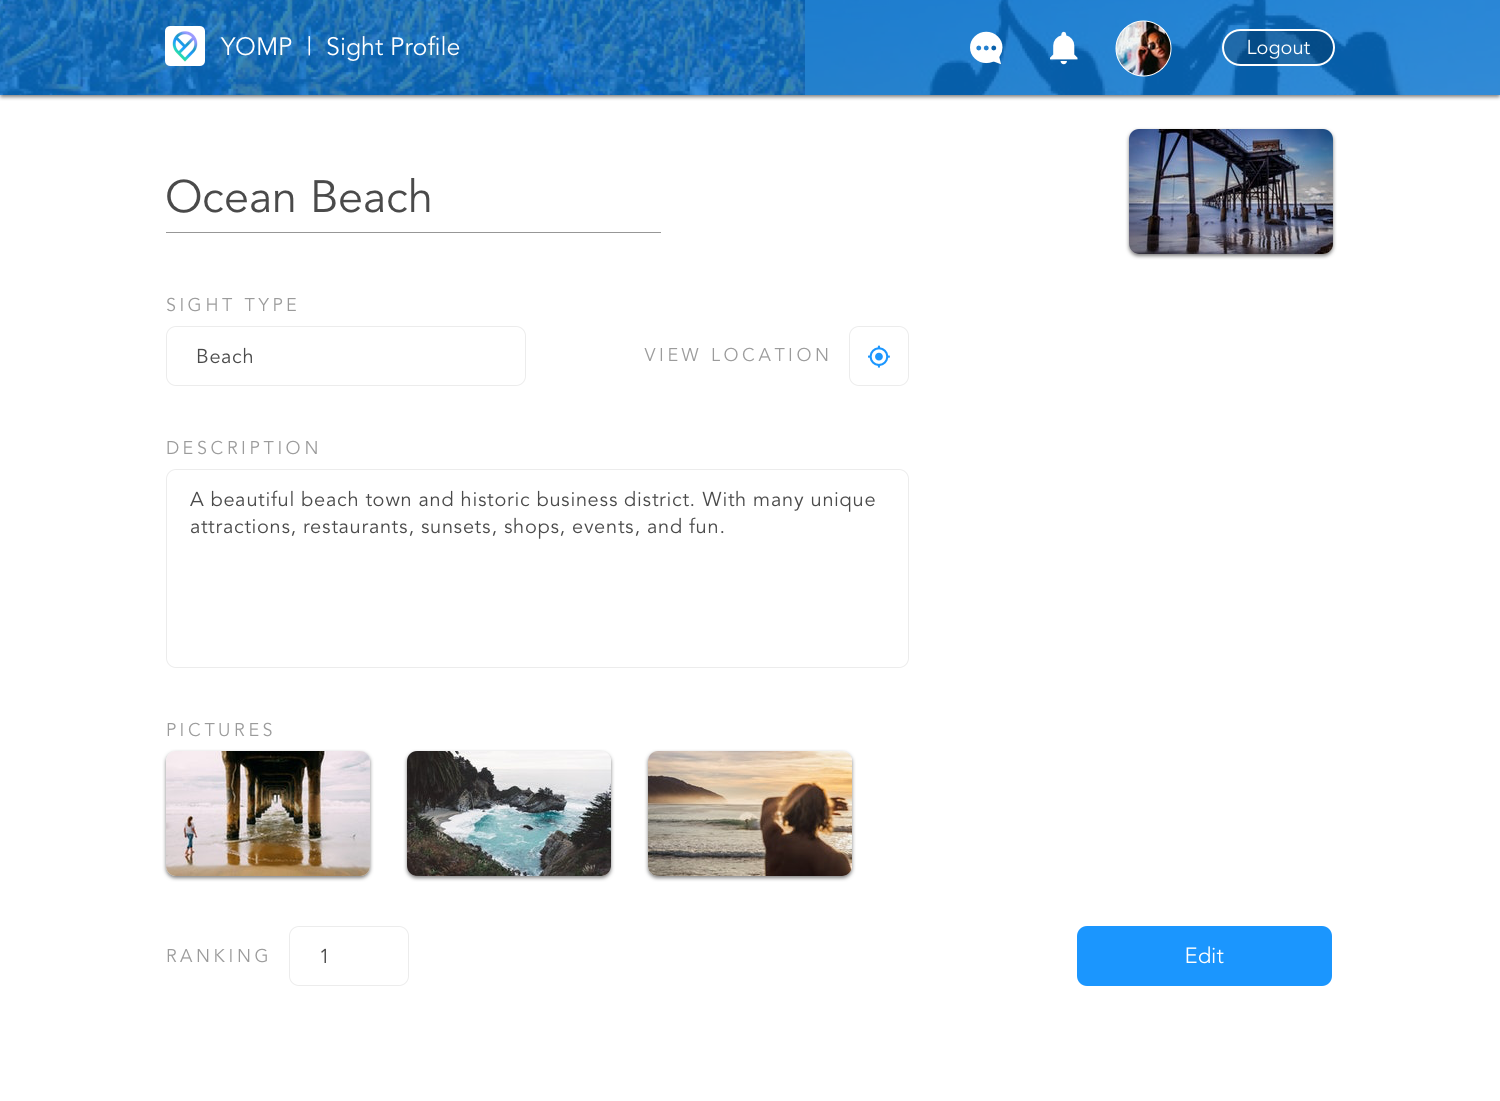 YOMP | Sight Profile
Logout
Ocean Beach
SIGHT TYPE
Beach
VIEW LOCATION
DESCRIPTION
A beautiful beach town and historic business district. With many unique
attractions, restaurants, sunsets, shops, events, and fun.
PICTURES
RANKING
1
Edit